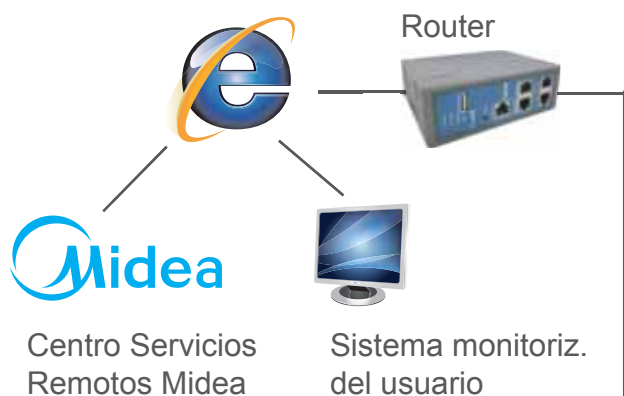 Router
Midea
Centro Servicios
Remotos Midea
Sistema monitoriz.
del usuario